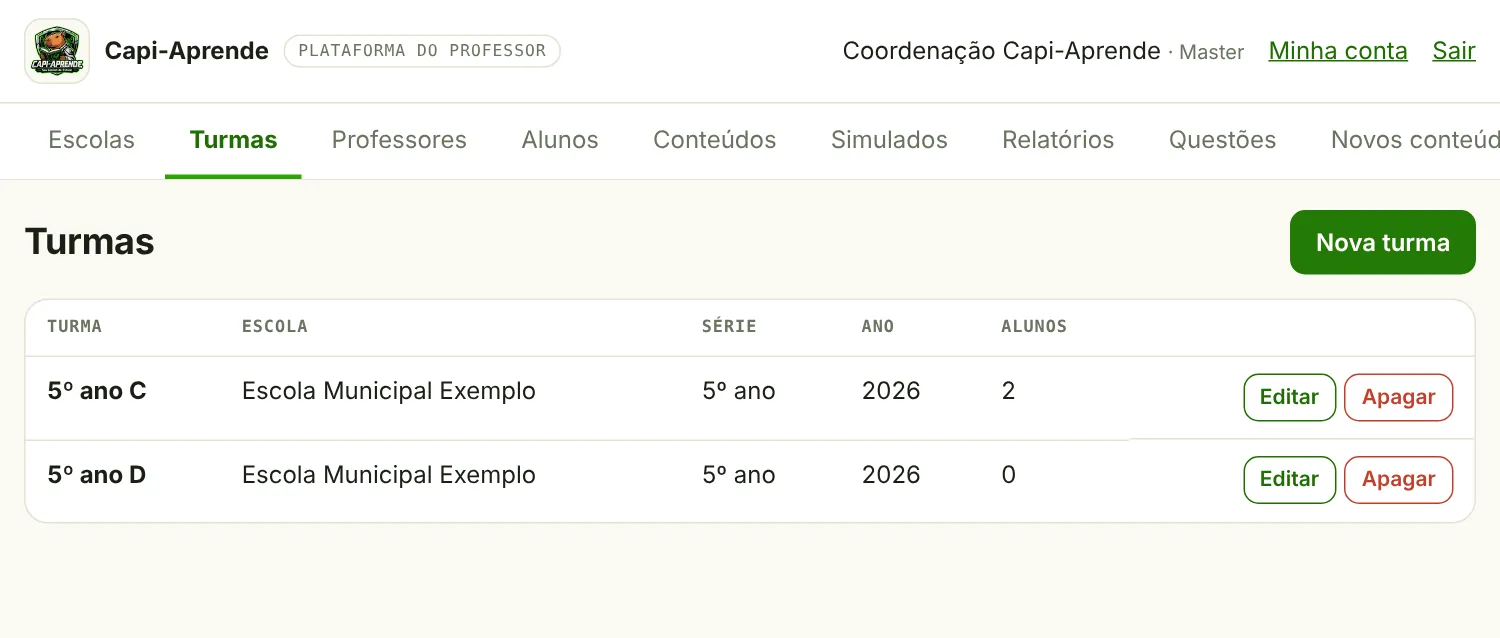 CAPI-APRENDE
Capi-Aprende PLATAFORMA DO PROFESSOR Coordenação Capi-Aprende · Master Minha conta Sair
Escolas Turmas Professores Alunos Conteúdos Simulados Relatórios Questões Novos conteúd
Turmas Nova turma
TURMA ESCOLA SÉRIE ANO ALUNOS
5º ano C Escola Municipal Exemplo 5º ano 2026 2 Editar Apagar
5º ano D Escola Municipal Exemplo 5º ano 2026 0 Editar Apagar